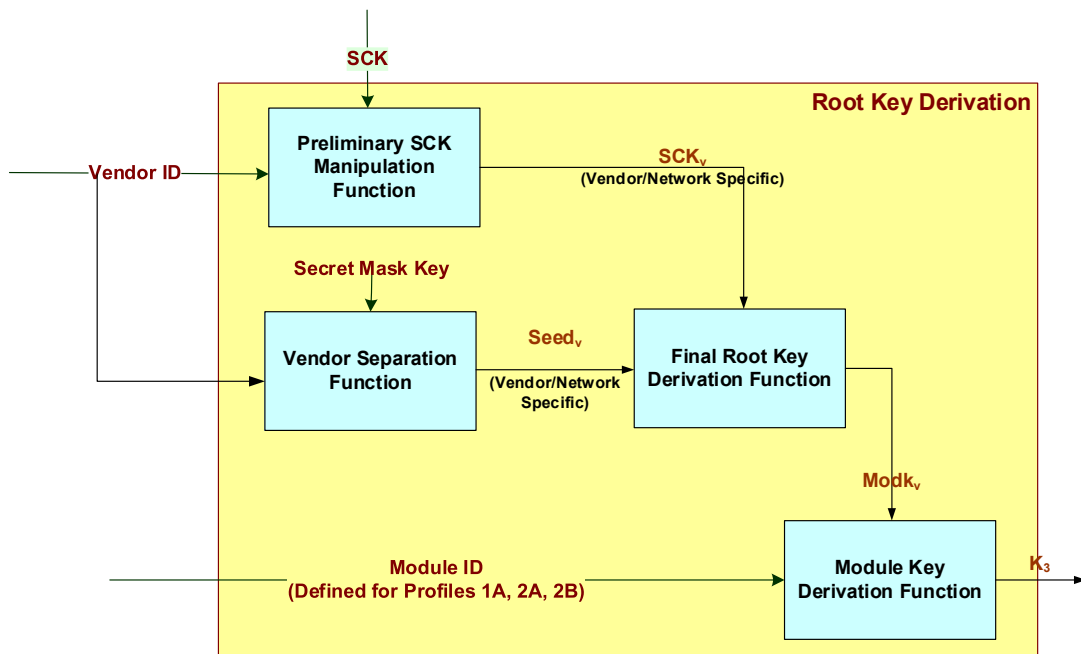 SCK
Root Key Derivation
Preliminary SCK
Manipulation
Function
SCKv
(Vendor/Network Specific)
Vendor ID
Secret Mask Key
Vendor Separation
Function
Seedv
(Vendor/Network
Specific)
Final Root Key
Derivation Function
Modkv
Module ID
(Defined for Profiles 1A, 2A, 2B)
Module Key
Derivation Function
K3